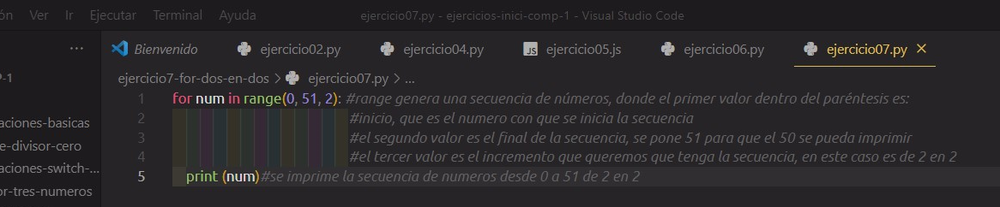 ón Ver Ir Ejecutar Terminal Ayuda ejercicio07.py - ejercicios-inici-comp-1 - Visual Studio Code
... Bienvenido ejercicio02.py ejercicio04.py JS ejercicio05.js ejercicio06.py ejercicio07.py ×
ejercicio7-for-dos-en-dos > ejercicio07.py > ...
1 for num in range(0, 51, 2): #range genera una secuencia de números, donde el primer valor dentro del paréntesis es:
2 #inicio, que es el numero con que se inicia la secuencia
3 #el segundo valor es el final de la secuencia, se pone 51 para que el 50 se pueda imprimir
4 #el tercer valor es el incremento que queremos que tenga la secuencia, en este caso es de 2 en 2
5 print (num)#se imprime la secuencia de numeros desde 0 a 51 de 2 en 2
-1
aciones-basicas
e-divisor-cero
aciones-switch-...
or-tres-numeros